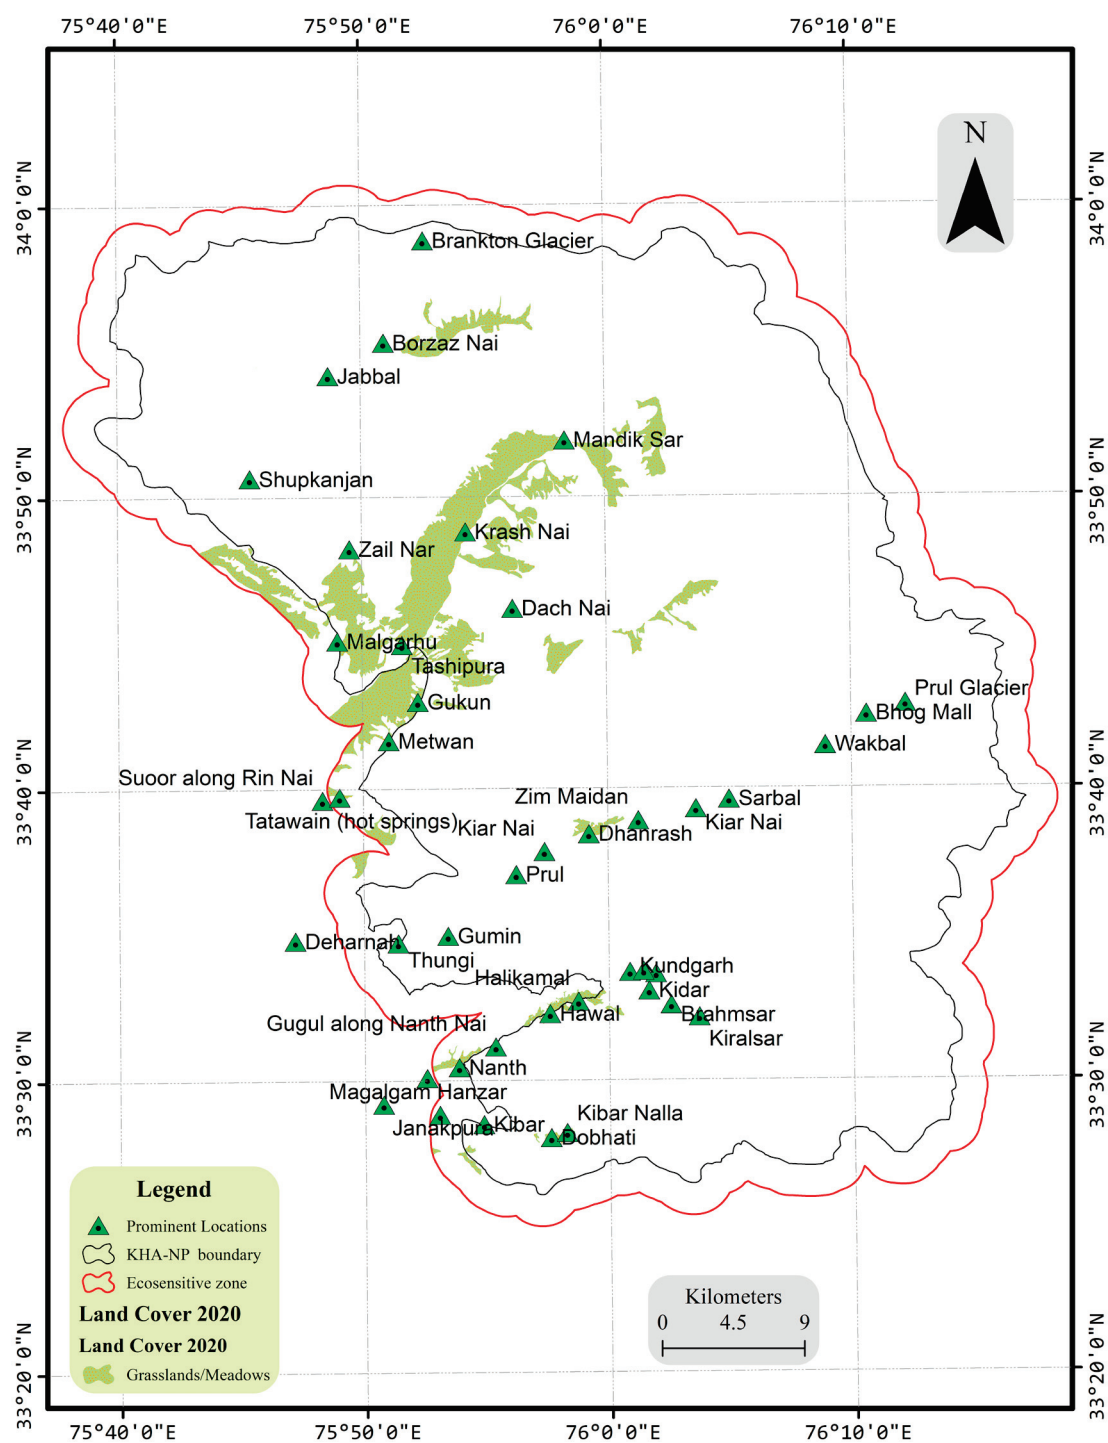 75°40'0"E 75°50'0"E 76°0'0"E 76°10'0"E
N
34°0'0"N 34°0'0"N
Brankton Glacier
Borzaz Nai
Jabbal
Mandik Sar
33°50'0"N 33°50'0"N
Shupkanjan
Krash Nai
Zail Nar
Dach Nai
Malgarhu
Tashipura
Prul Glacier
Gukun
Bhog Mall
Metwan
Wakbal
33°40'0"N 33°40'0"N
Suoor along Rin Nai
Zim Maidan
Sarbal
Tatawain (hot springs)
Kiar Nai
Kiar Nai
Dhanrash
Prul
Gumin
Deharnah
Thungi
Kundgarh
Halikamal
Kidar
Hawal
Brahmsar
Gugul along Nanth Nai
Kiralsar
33°30'0"N 33°30'0"N
Nanth
Magalgam Hanzar
Kibar Nalla
Janakpura
Kibar
Dobhati
Legend
Prominent Locations
KHA-NP boundary
Ecosensitive zone
Land Cover 2020
Land Cover 2020
Grasslands/Meadows
Kilometers
0 4.5 9
33°20'0"N 33°20'0"N
75°40'0"E 75°50'0"E 76°0'0"E 76°10'0"E